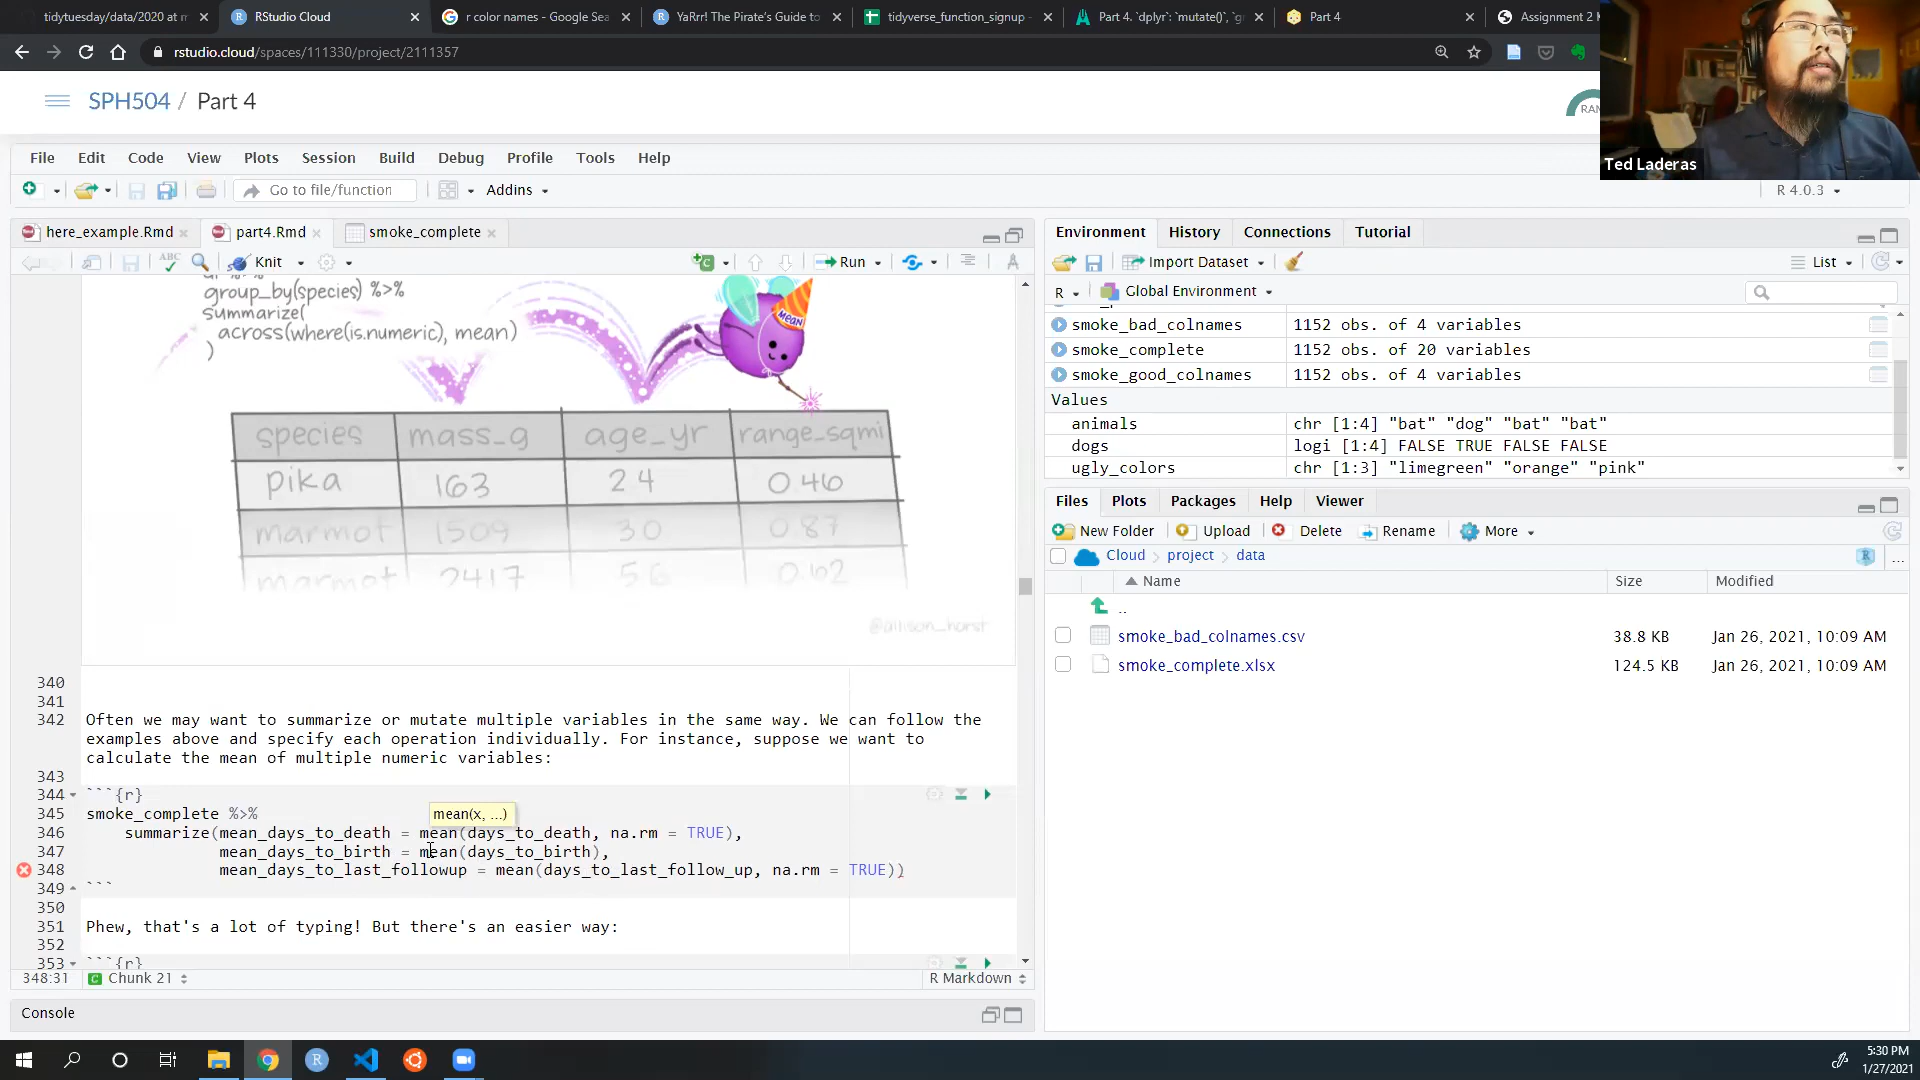 tidytuesday/data/2020 at m
RStudio Cloud
r color names - Google Sea
YaRrr! The Pirate's Guide to
tidyverse_function_signup -
Part 4. `dplyr`: `mutate()`, `g
Part 4
Assignment 2
rstudio.cloud/spaces/111330/project/2111357
SPH504 / Part 4
RAM
Ted Laderas
File Edit Code View Plots Session Build Debug Profile Tools Help
Go to file/function
Addins
R 4.0.3
here_example.Rmd
part4.Rmd
smoke_complete
Knit
Run
group_by(species) %>%
summarize(
across(where(is.numeric), mean)
)
MEAN
species mass_g age_yr range_sqmi
pika 163 2.4 0.46
marmot 1509 3.0 0.87
marmot 2417 5.6 0.62
@allison_horst
340
341
342 Often we may want to summarize or mutate multiple variables in the same way. We can follow the
examples above and specify each operation individually. For instance, suppose we want to
calculate the mean of multiple numeric variables:
343
344 ```{r}
345 smoke_complete %>%
mean(x, ...)
346 summarize(mean_days_to_death = mean(days_to_death, na.rm = TRUE),
347 mean_days_to_birth = mean(days_to_birth),
348 mean_days_to_last_followup = mean(days_to_last_follow_up, na.rm = TRUE))
349 ```
350
351 Phew, that's a lot of typing! But there's an easier way:
352
353 ```{r}
348:31
Chunk 21
R Markdown
Console
Environment History Connections Tutorial
Import Dataset
List
R
Global Environment
smoke_bad_colnames 1152 obs. of 4 variables
smoke_complete 1152 obs. of 20 variables
smoke_good_colnames 1152 obs. of 4 variables
Values
animals chr [1:4] "bat" "dog" "bat" "bat"
dogs logi [1:4] FALSE TRUE FALSE FALSE
ugly_colors chr [1:3] "limegreen" "orange" "pink"
Files Plots Packages Help Viewer
New Folder Upload Delete Rename More
Cloud project data
Name Size Modified
..
smoke_bad_colnames.csv 38.8 KB Jan 26, 2021, 10:09 AM
smoke_complete.xlsx 124.5 KB Jan 26, 2021, 10:09 AM
5:30 PM
1/27/2021